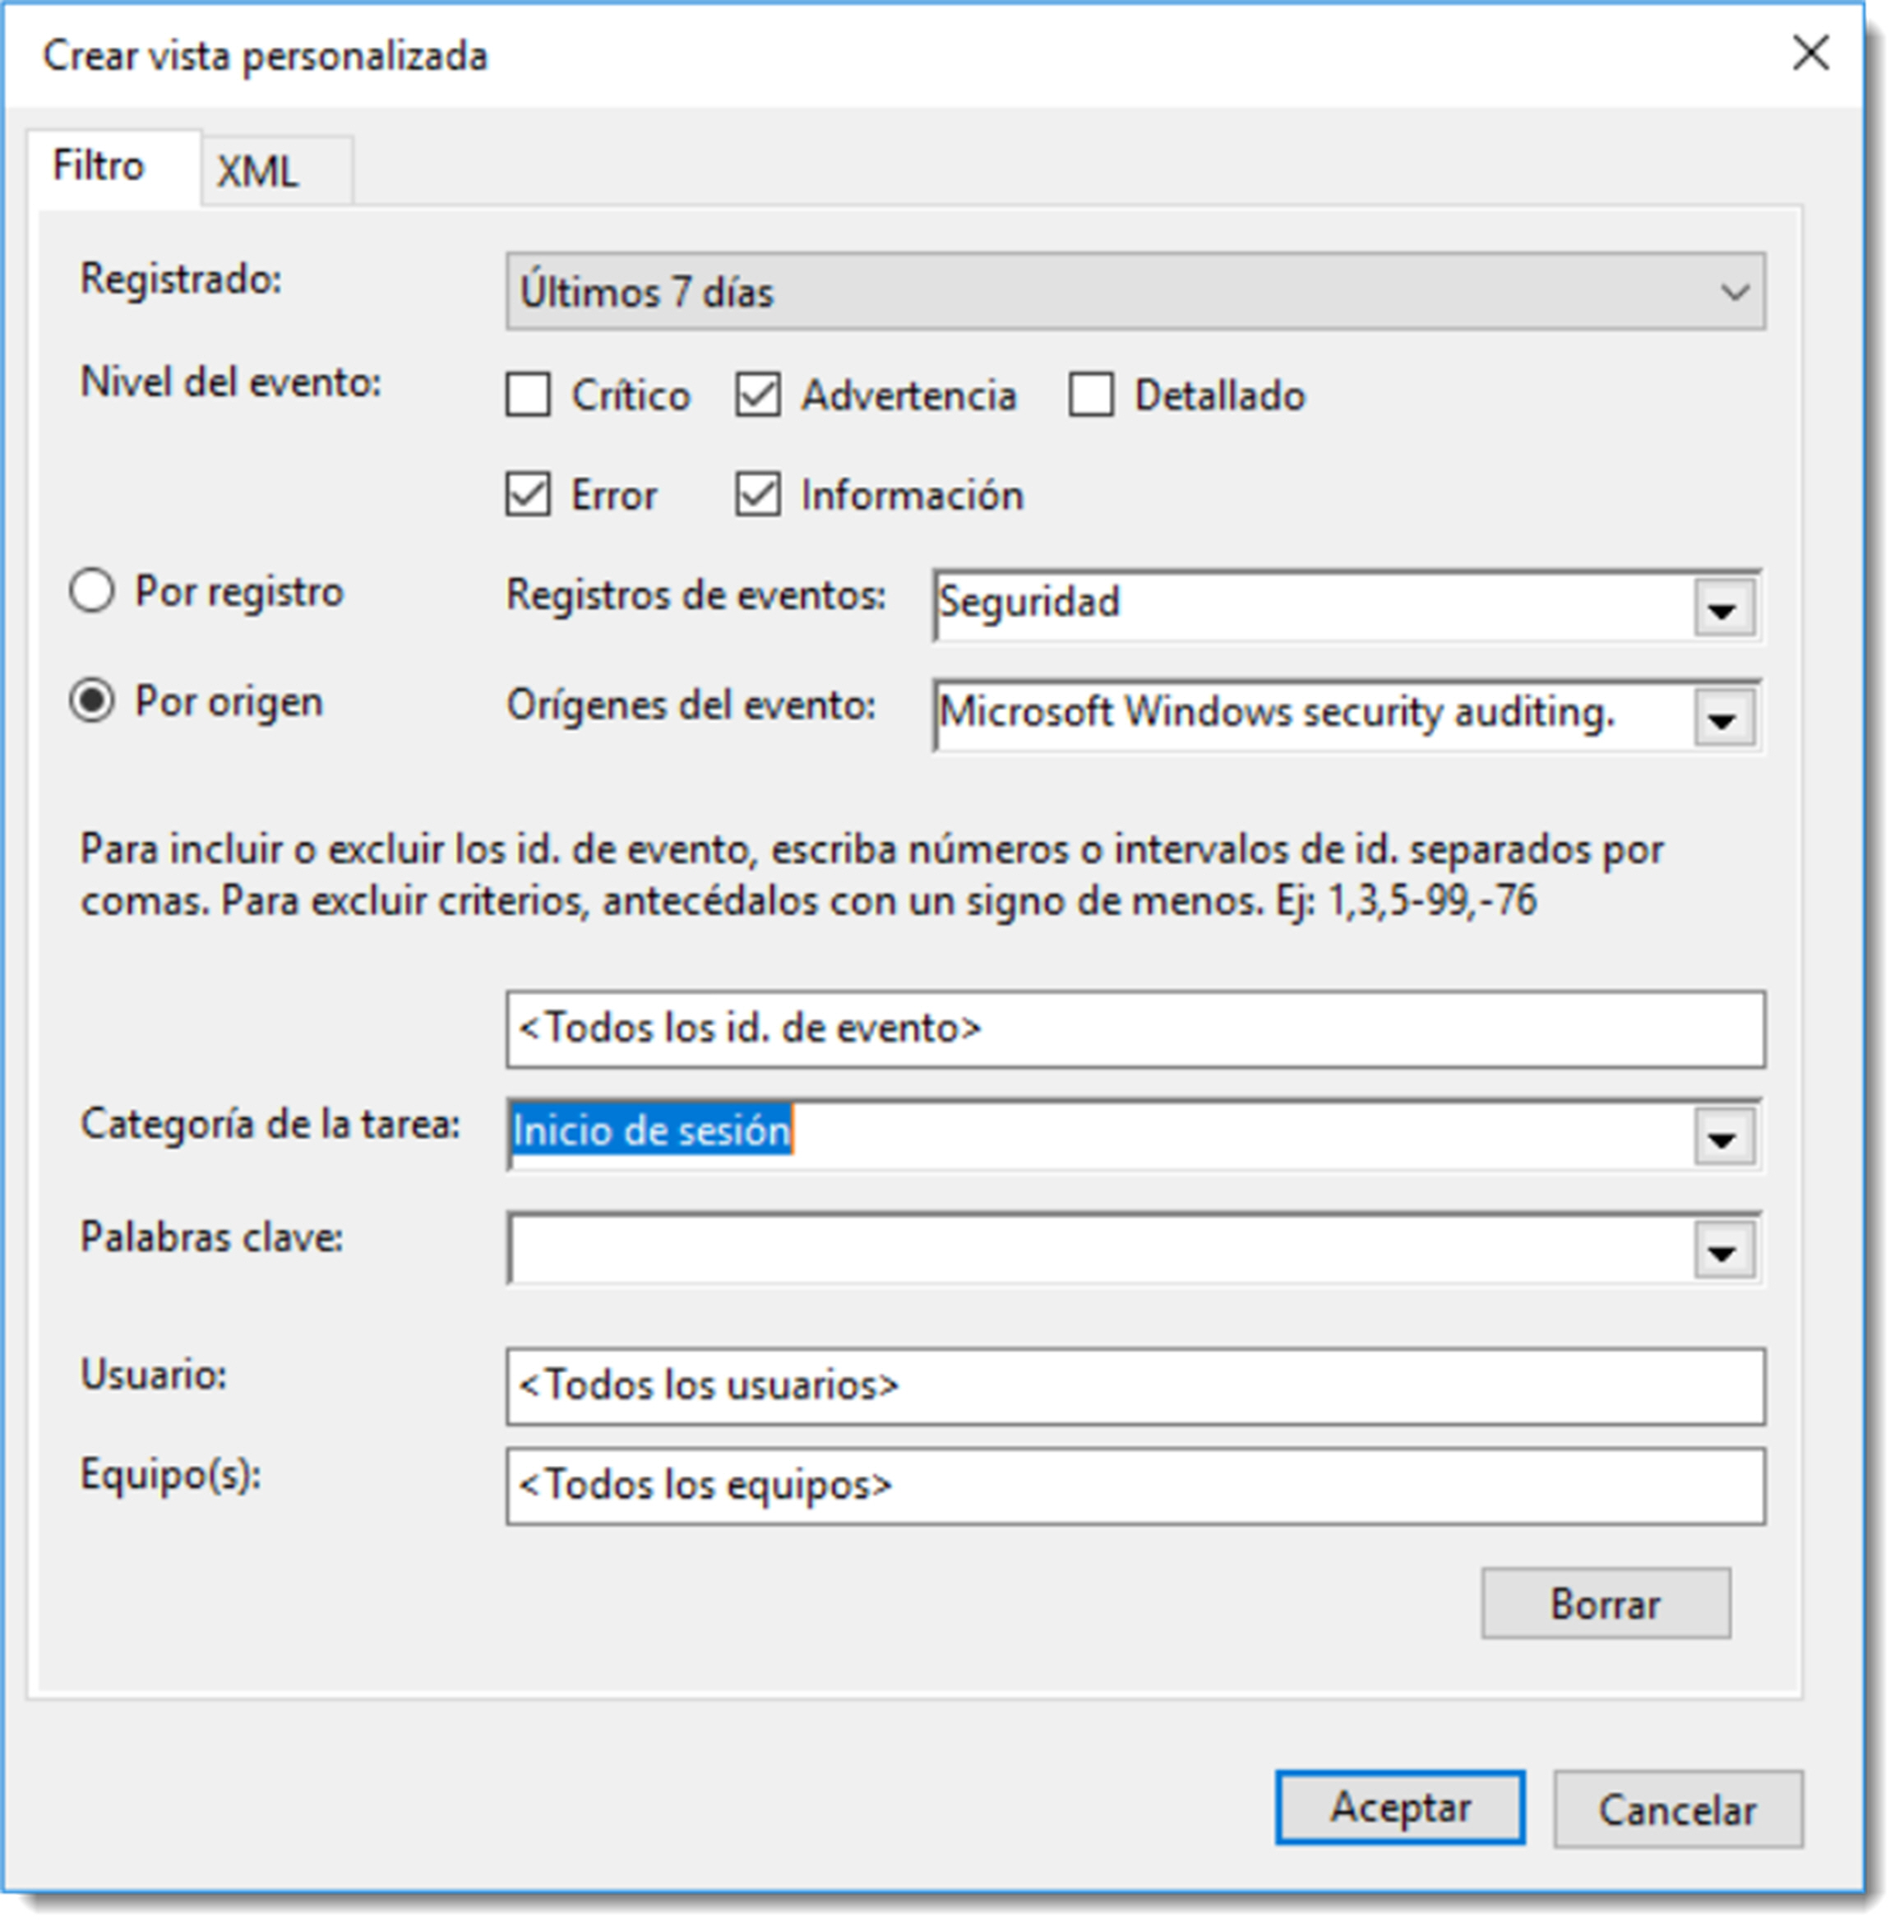 Crear vista personalizada
Filtro
XML
Registrado:
Últimos 7 días
Nivel del evento:
Crítico
Advertencia
Detallado
Error
Información
Por registro
Registros de eventos:
Seguridad
Por origen
Orígenes del evento:
Microsoft Windows security auditing.
Para incluir o excluir los id. de evento, escriba números o intervalos de id. separados por
comas. Para excluir criterios, antecédalos con un signo de menos. Ej: 1,3,5-99,-76
<Todos los id. de evento>
Categoría de la tarea:
Inicio de sesión
Palabras clave:
Usuario:
<Todos los usuarios>
Equipo(s):
<Todos los equipos>
Borrar
Aceptar
Cancelar